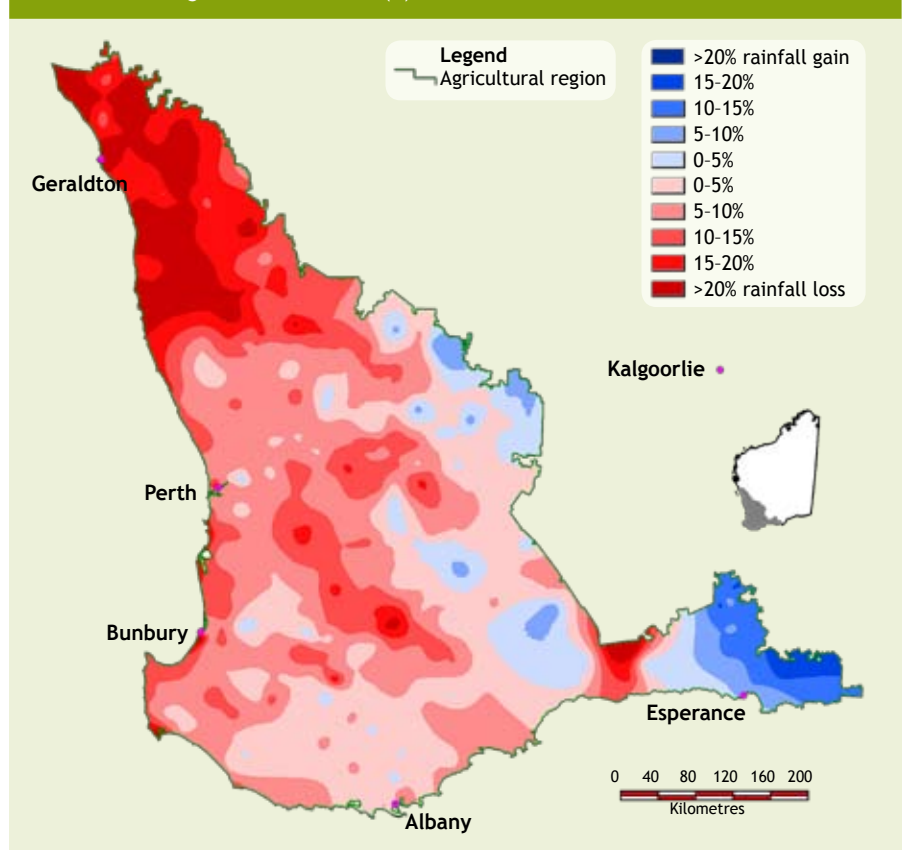 Legend
Agricultural region
>20% rainfall gain
15-20%
10-15%
5-10%
0-5%
0-5%
5-10%
10-15%
15-20%
>20% rainfall loss
Geraldton
Kalgoorlie
Perth
Bunbury
Esperance
Albany
0 40 80 120 160 200
Kilometres